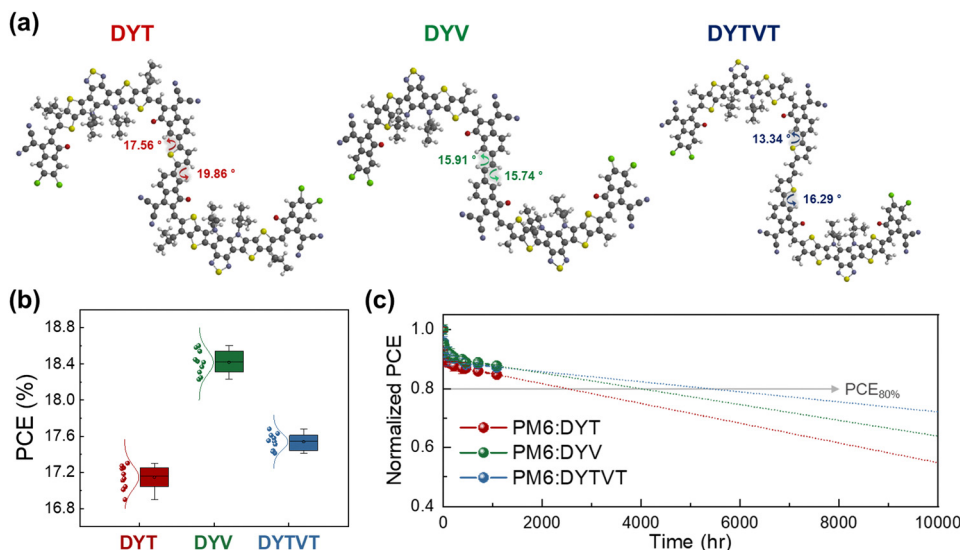 (a)
DYT
DYV
DYTVT
17.56 °
19.86 °
15.91 °
15.74 °
13.34 °
16.29 °
(b)
PCE (%)
18.8
18.4
18.0
17.6
17.2
16.8
DYT
DYV
DYTVT
(c)
Normalized PCE
1.0
0.8
0.6
0.4
PCE80%
PM6:DYT
PM6:DYV
PM6:DYTVT
0
2000
4000
6000
8000
10000
Time (hr)